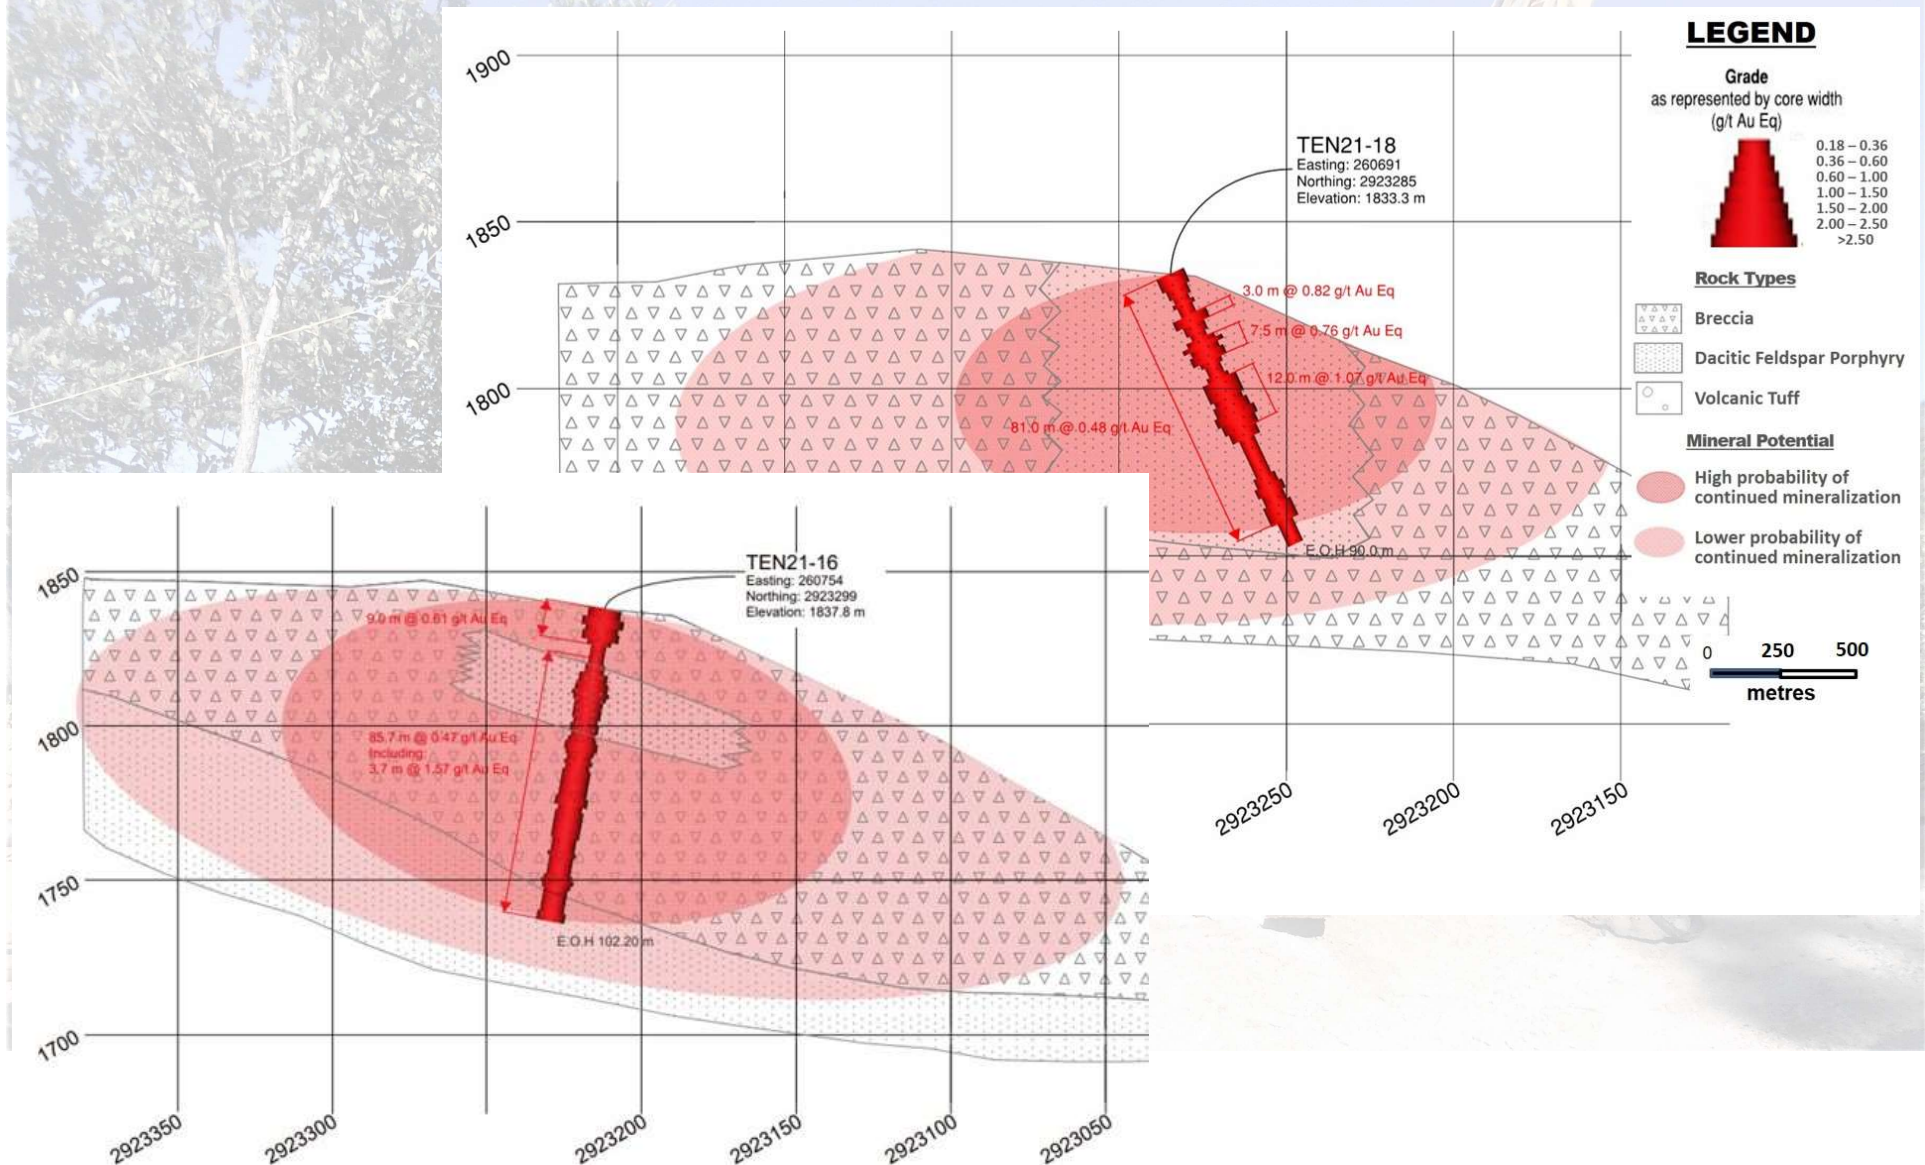 1900
1850
1800
TEN21-18
Easting: 260691
Northing: 2923285
Elevation: 1833.3 m
3.0 m @ 0.82 g/t Au Eq
7.5 m @ 0.76 g/t Au Eq
12.0 m @ 1.07 g/t Au Eq
81.0 m @ 0.48 g/t Au Eq
E.O.H 90.0 m
2923250
2923200
2923150
LEGEND
Grade
as represented by core width
(g/t Au Eq)
0.18 – 0.36
0.36 – 0.60
0.60 – 1.00
1.00 – 1.50
1.50 – 2.00
2.00 – 2.50
>2.50
Rock Types
Breccia
Dacitic Feldspar Porphyry
Volcanic Tuff
Mineral Potential
High probability of
continued mineralization
Lower probability of
continued mineralization
0 250 500
metres
1850
1800
1750
1700
TEN21-16
Easting: 260754
Northing: 2923299
Elevation: 1837.8 m
9.0 m @ 0.61 g/t Au Eq
85.7 m @ 0.47 g/t Au Eq
Including
3.7 m @ 1.57 g/t Au Eq
E.O.H 102.20 m
2923350
2923300
2923200
2923150
2923100
2923050